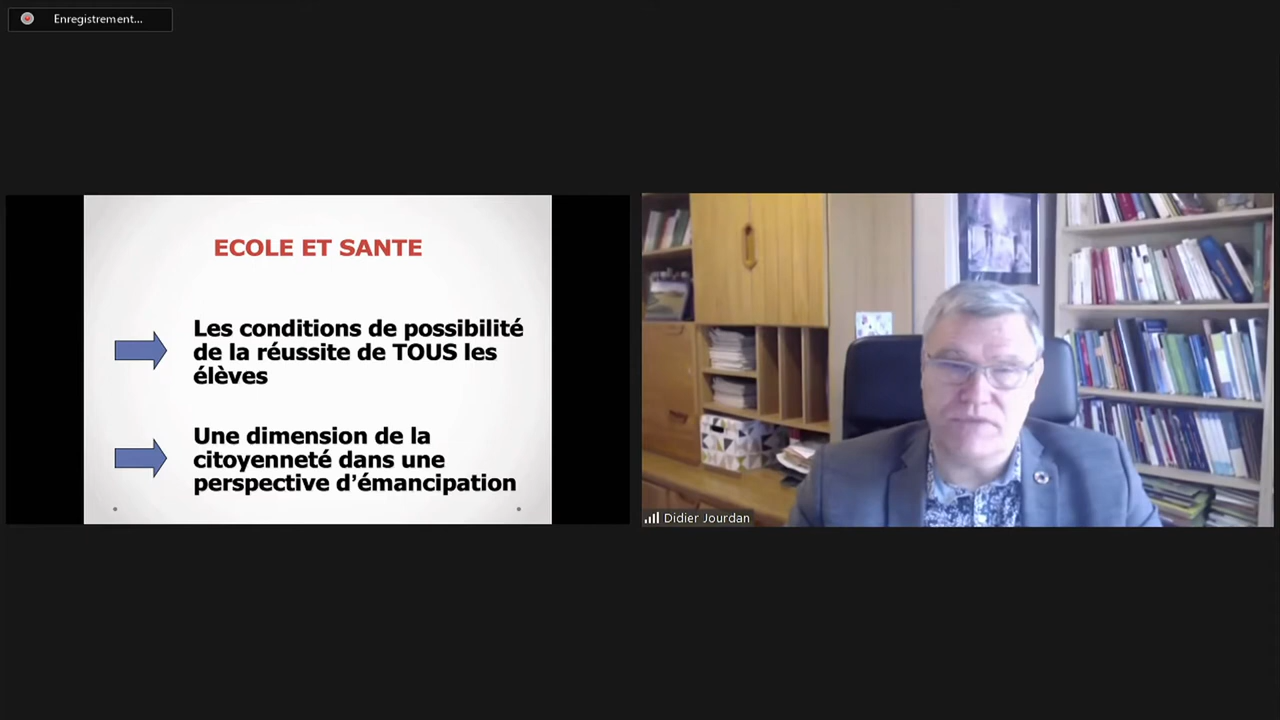 Enregistrement...
ECOLE ET SANTE
Les conditions de possibilité
de la réussite de TOUS les
élèves
Une dimension de la
citoyenneté dans une
perspective d’émancipation
Didier Jourdan